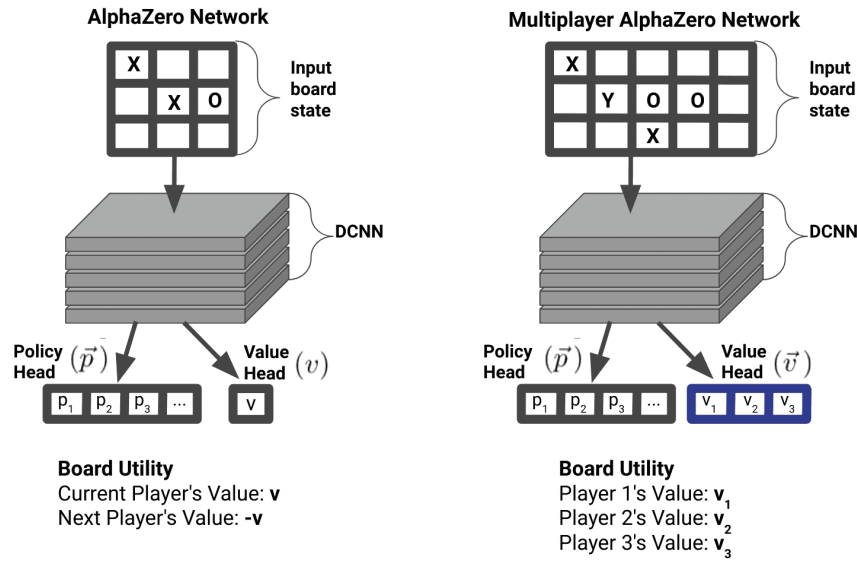 AlphaZero Network
X
X O
Input
board
state
DCNN
Policy
Head (p⃗)
Value
Head (v)
p₁ p₂ p₃ ...
v
Board Utility
Current Player's Value: v
Next Player's Value: -v
Multiplayer AlphaZero Network
X
Y O O
X
Input
board
state
DCNN
Policy
Head (p⃗)
Value
Head (v⃗)
p₁ p₂ p₃ ...
v₁ v₂ v₃
Board Utility
Player 1's Value: v₁
Player 2's Value: v₂
Player 3's Value: v₃